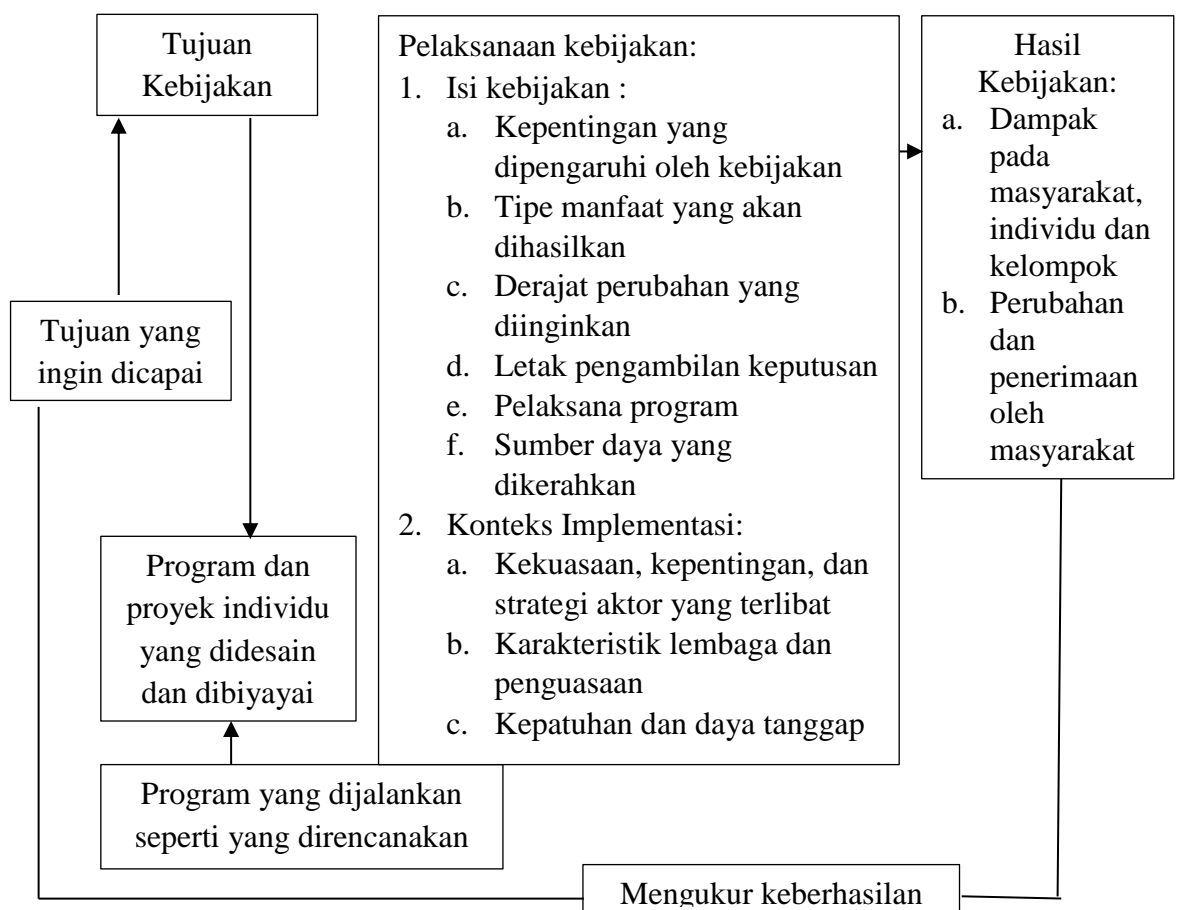 Tujuan
Kebijakan
Tujuan yang
ingin dicapai
Program dan
proyek individu
yang didesain
dan dibiyayai
Program yang dijalankan
seperti yang direncanakan
Pelaksanaan kebijakan:
1. Isi kebijakan :
a. Kepentingan yang
dipengaruhi oleh kebijakan
b. Tipe manfaat yang akan
dihasilkan
c. Derajat perubahan yang
diinginkan
d. Letak pengambilan keputusan
e. Pelaksana program
f. Sumber daya yang
dikerahkan
2. Konteks Implementasi:
a. Kekuasaan, kepentingan, dan
strategi aktor yang terlibat
b. Karakteristik lembaga dan
penguasaan
c. Kepatuhan dan daya tanggap
Hasil
Kebijakan:
a. Dampak
pada
masyarakat,
individu dan
kelompok
b. Perubahan
dan
penerimaan
oleh
masyarakat
Mengukur keberhasilan